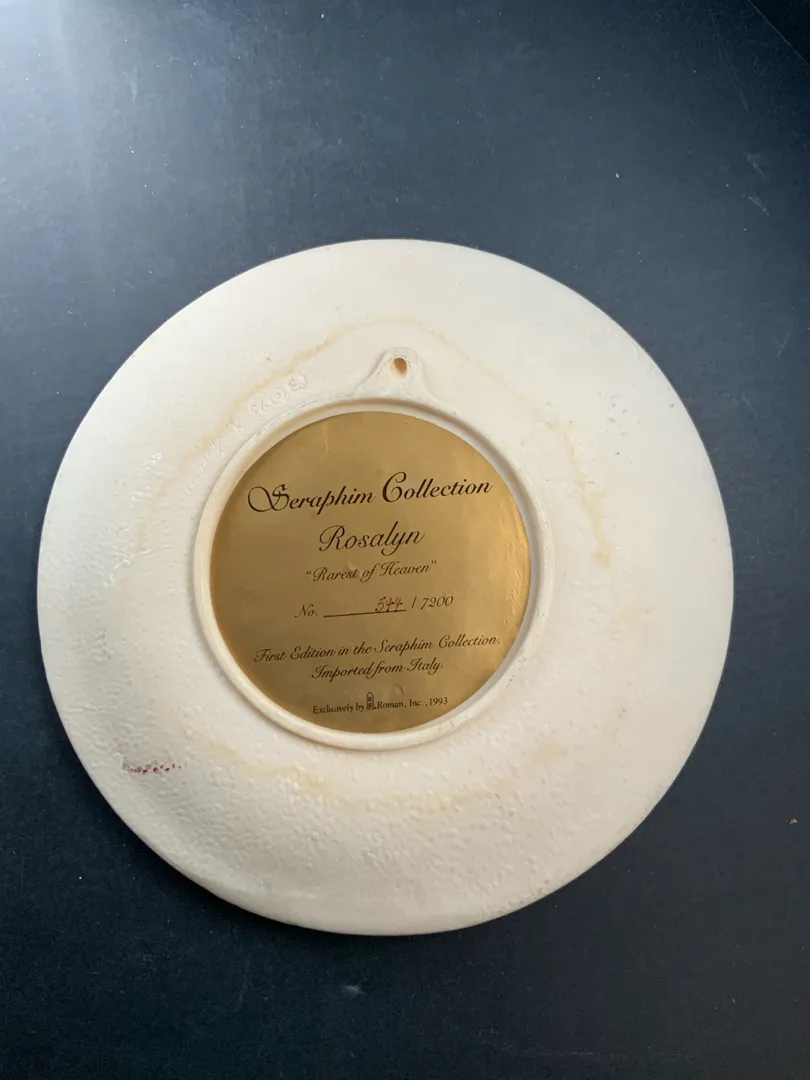 Seraphim Collection
Rosalyn
"Rarest of Heaven"
No. 544 / 7200
First Edition in the Seraphim Collection.
Imported from Italy.
Exclusively by Roman, Inc., 1993